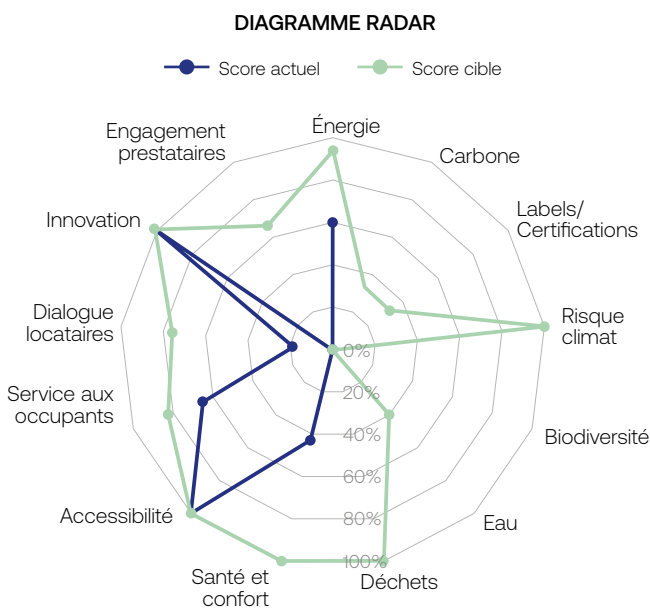 DIAGRAMME RADAR
Score actuel
Score cible
Énergie
Carbone
Labels/
Certifications
Risque
climat
Biodiversité
Eau
Déchets
Santé et
confort
Accessibilité
Service aux
occupants
Dialogue
locataires
Innovation
Engagement
prestataires
0%
20%
40%
60%
80%
100%